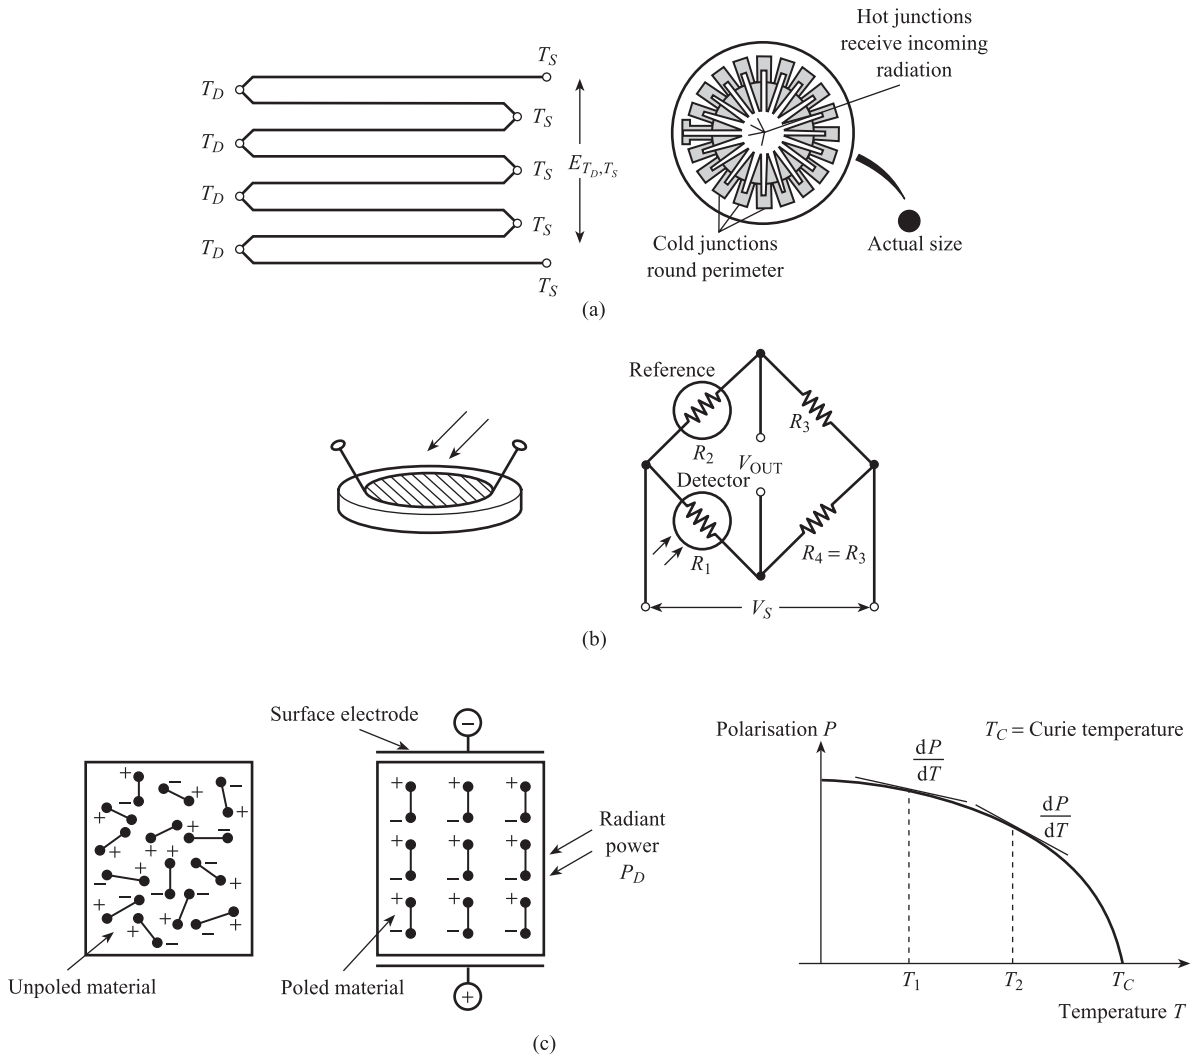 T_S
T_D
T_S
T_D
E_{T_D,T_S}
T_S
T_D
T_S
T_D
T_S
Hot junctions
receive incoming
radiation
Cold junctions
round perimeter
Actual size
(a)
Reference
R_2
R_3
V_OUT
Detector
R_1
R_4 = R_3
V_S
(b)
Surface electrode
−
+ − − + + − + + − + + + + − − − + + − + + − + −
Unpoled material
+ + +
− − −
+ + +
− − −
+ + +
− − −
Poled material
+
Radiant
power
P_D
Polarisation P
T_C = Curie temperature
dP
dT
dP
dT
T_1
T_2
T_C
Temperature T
(c)